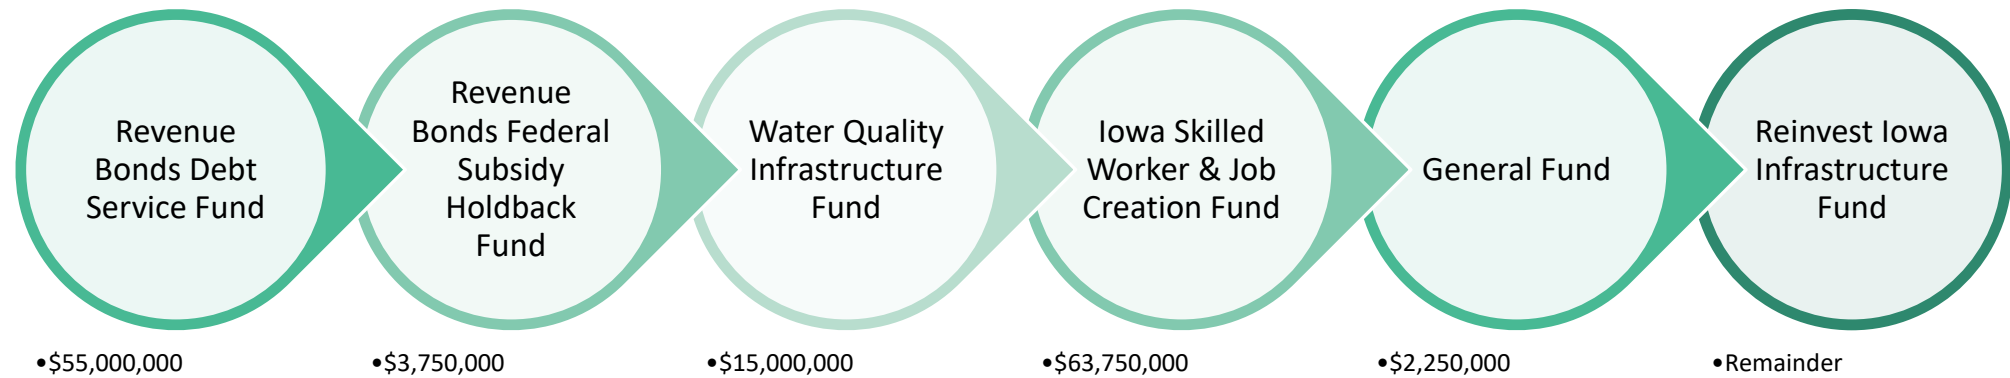 Revenue
Bonds Debt
Service Fund
Revenue
Bonds Federal
Subsidy
Holdback
Fund
Water Quality
Infrastructure
Fund
Iowa Skilled
Worker & Job
Creation Fund
General Fund
Reinvest Iowa
Infrastructure
Fund
•$55,000,000
•$3,750,000
•$15,000,000
•$63,750,000
•$2,250,000
•Remainder